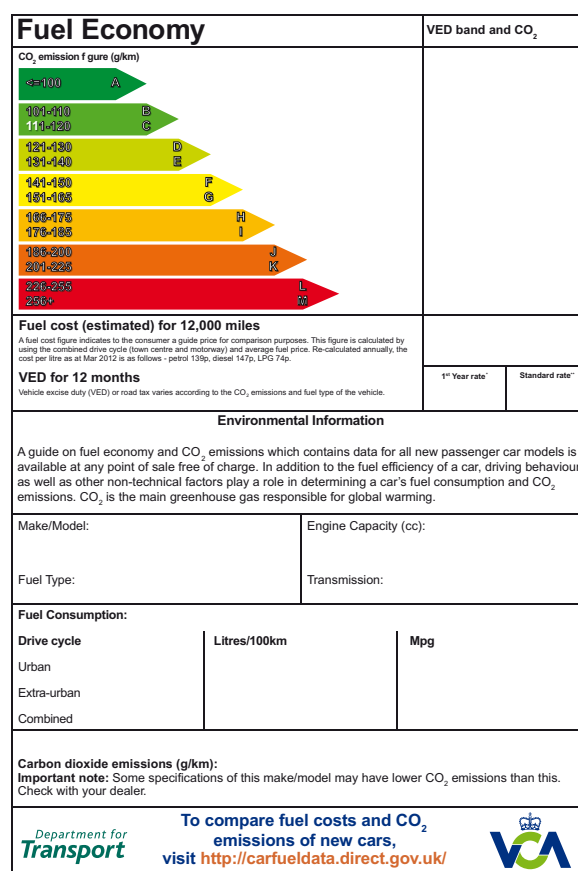 Fuel Economy
VED band and CO2
CO2 emission f gure (g/km)
<=100 A
101-110 B
111-120 C
121-130 D
131-140 E
141-150 F
151-165 G
166-175 H
176-185 I
186-200 J
201-225 K
226-255 L
256+ M
Fuel cost (estimated) for 12,000 miles
A fuel cost figure indicates to the consumer a guide price for comparison purposes. This figure is calculated by
using the combined drive cycle (town centre and motorway) and average fuel price. Re-calculated annually, the
cost per litre as at Mar 2012 is as follows - petrol 139p, diesel 147p, LPG 74p.
VED for 12 months
Vehicle excise duty (VED) or road tax varies according to the CO2 emissions and fuel type of the vehicle.
1st Year rate*
Standard rate**
Environmental Information
A guide on fuel economy and CO2 emissions which contains data for all new passenger car models is
available at any point of sale free of charge. In addition to the fuel efficiency of a car, driving behaviour
as well as other non-technical factors play a role in determining a car's fuel consumption and CO2
emissions. CO2 is the main greenhouse gas responsible for global warming.
Make/Model:
Engine Capacity (cc):
Fuel Type:
Transmission:
Fuel Consumption:
Drive cycle
Litres/100km
Mpg
Urban
Extra-urban
Combined
Carbon dioxide emissions (g/km):
Important note: Some specifications of this make/model may have lower CO2 emissions than this.
Check with your dealer.
Department for
Transport
To compare fuel costs and CO2
emissions of new cars,
visit http://carfueldata.direct.gov.uk/
VCA